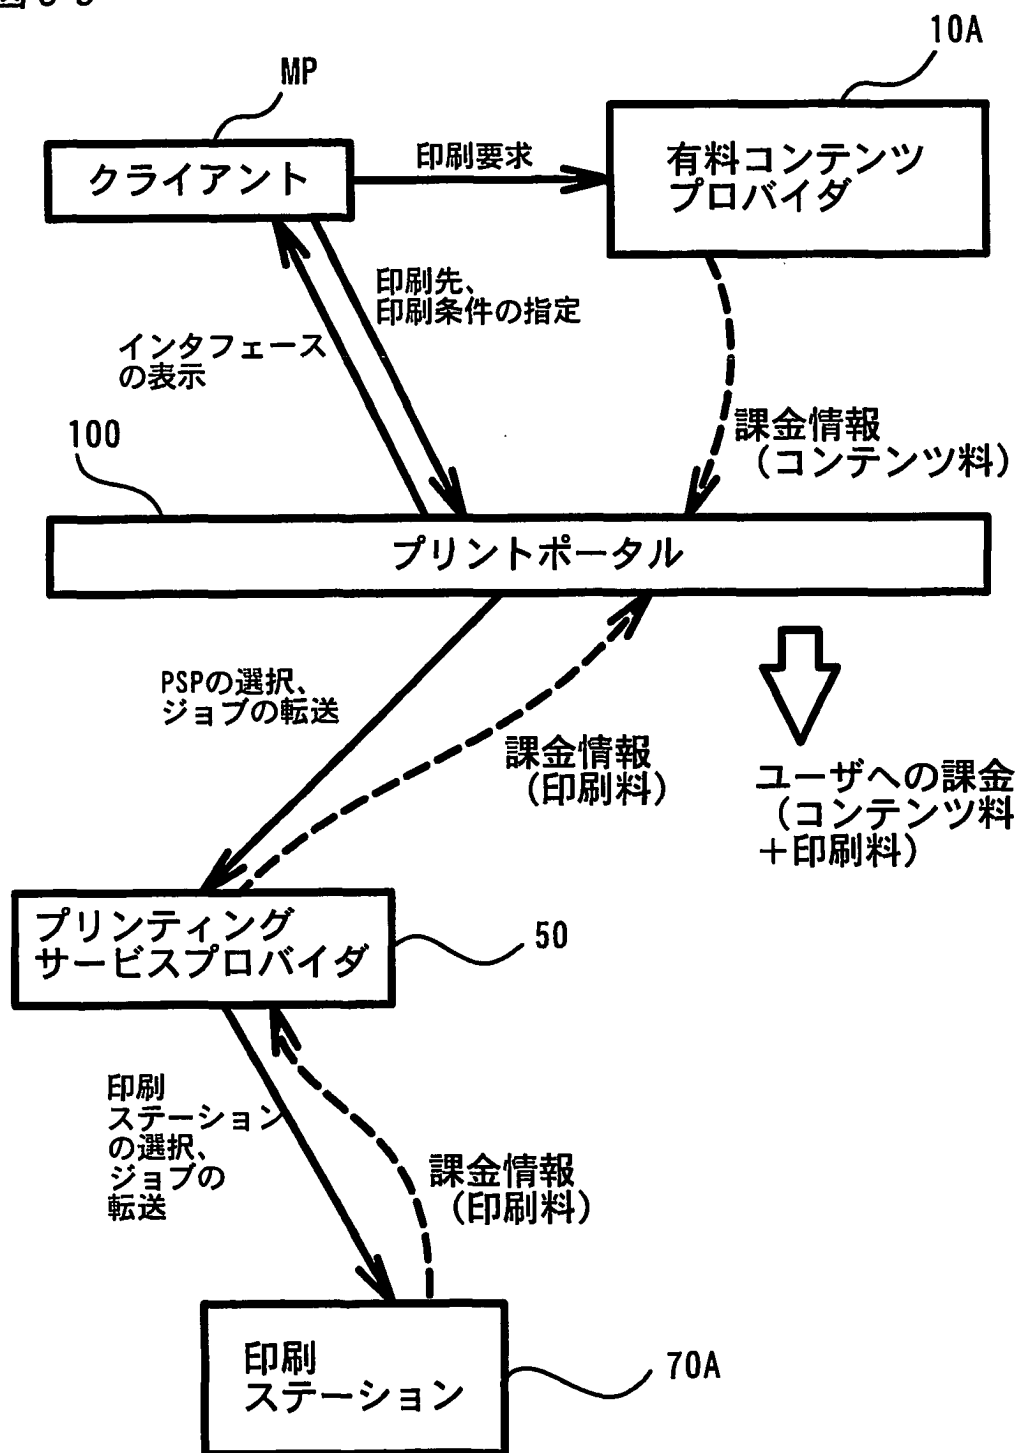 10A
MP
クライアント
印刷要求
有料コンテンツ
プロバイダ
印刷先、
印刷条件の指定
インタフェース
の表示
100
課金情報
（コンテンツ料）
プリントポータル
PSPの選択、
ジョブの転送
課金情報
（印刷料）
ユーザへの課金
（コンテンツ料
＋印刷料）
プリンティング
サービスプロバイダ
50
印刷
ステーション
の選択、
ジョブの
転送
課金情報
（印刷料）
印刷
ステーション
70A